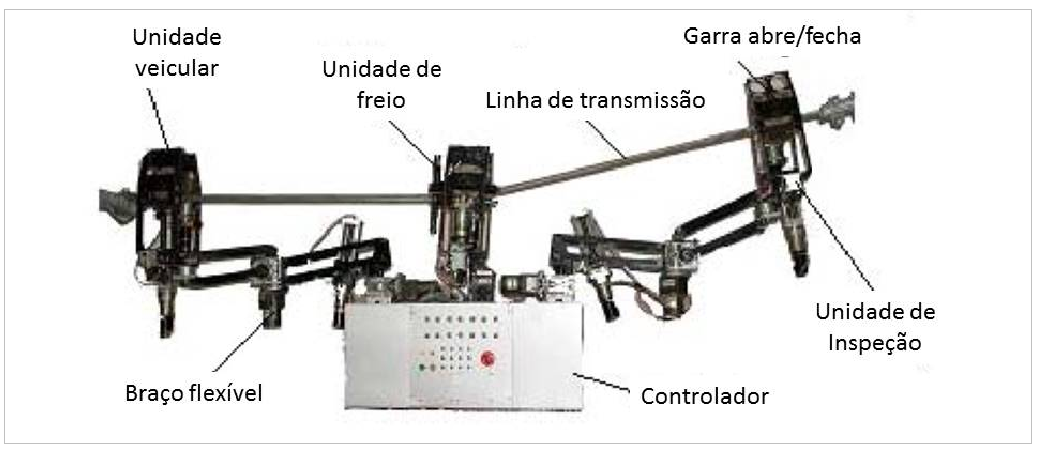 Unidade
veicular
Unidade de
freio
Linha de transmissão
Garra abre/fecha
Braço flexível
Controlador
Unidade de
Inspeção